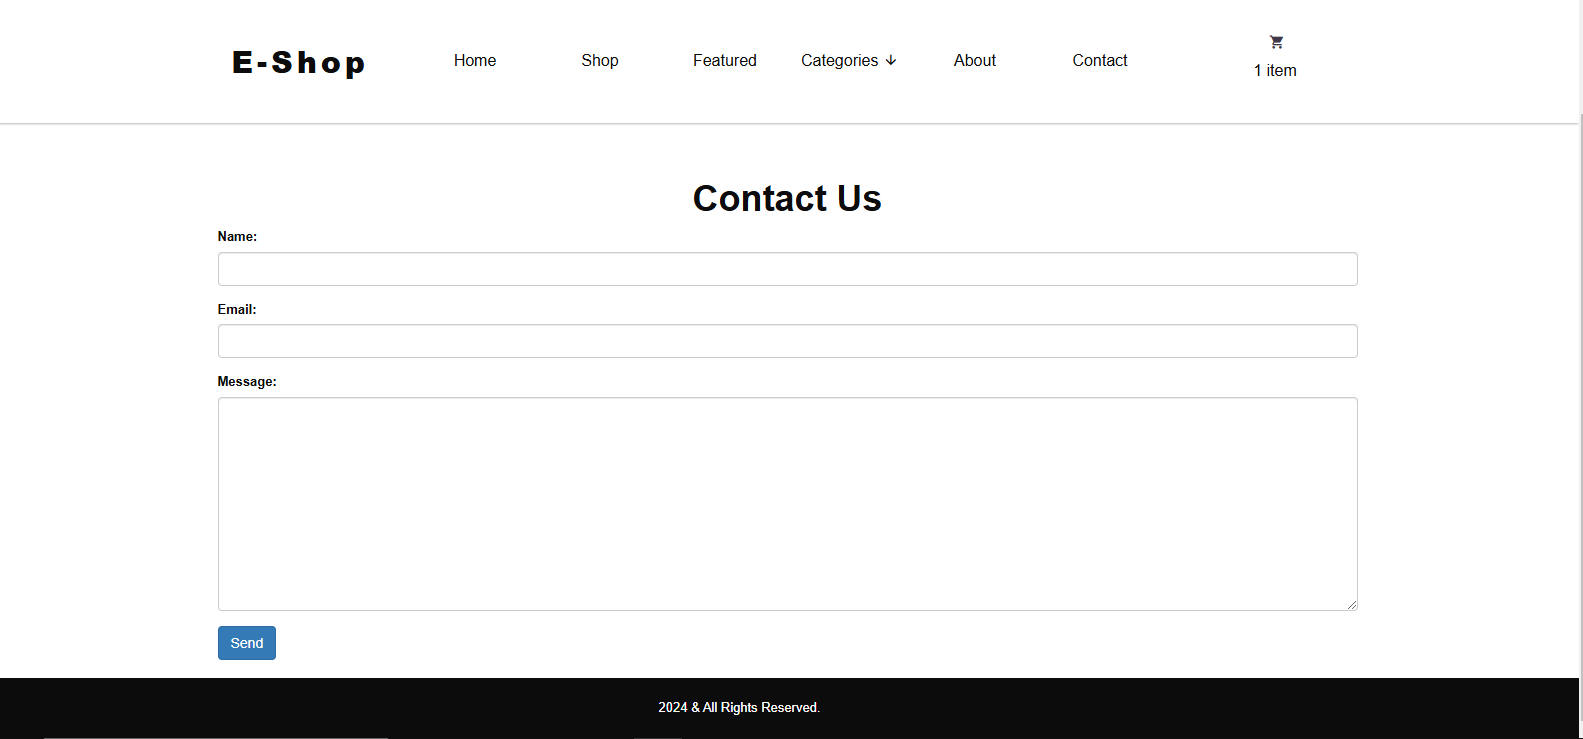 E-Shop
Home
Shop
Featured
Categories ↓
About
Contact
1 item
Contact Us
Name:
Email:
Message:
Send
2024 & All Rights Reserved.